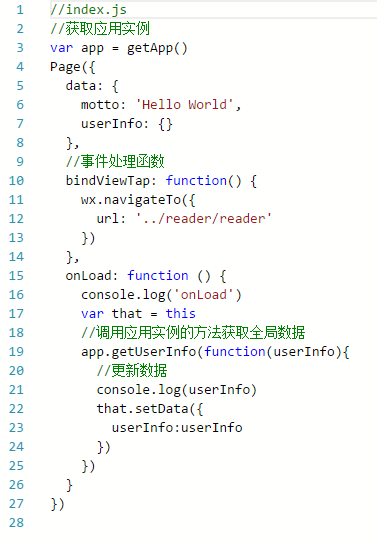 1 //index.js
2 //获取应用实例
3 var app = getApp()
4 Page({
5   data: {
6     motto: 'Hello World',
7     userInfo: {}
8   },
9   //事件处理函数
10   bindViewTap: function() {
11     wx.navigateTo({
12       url: '../reader/reader'
13     })
14   },
15   onLoad: function () {
16     console.log('onLoad')
17     var that = this
18     //调用应用实例的方法获取全局数据
19     app.getUserInfo(function(userInfo){
20       //更新数据
21       console.log(userInfo)
22       that.setData({
23         userInfo:userInfo
24       })
25     })
26   }
27 })
28